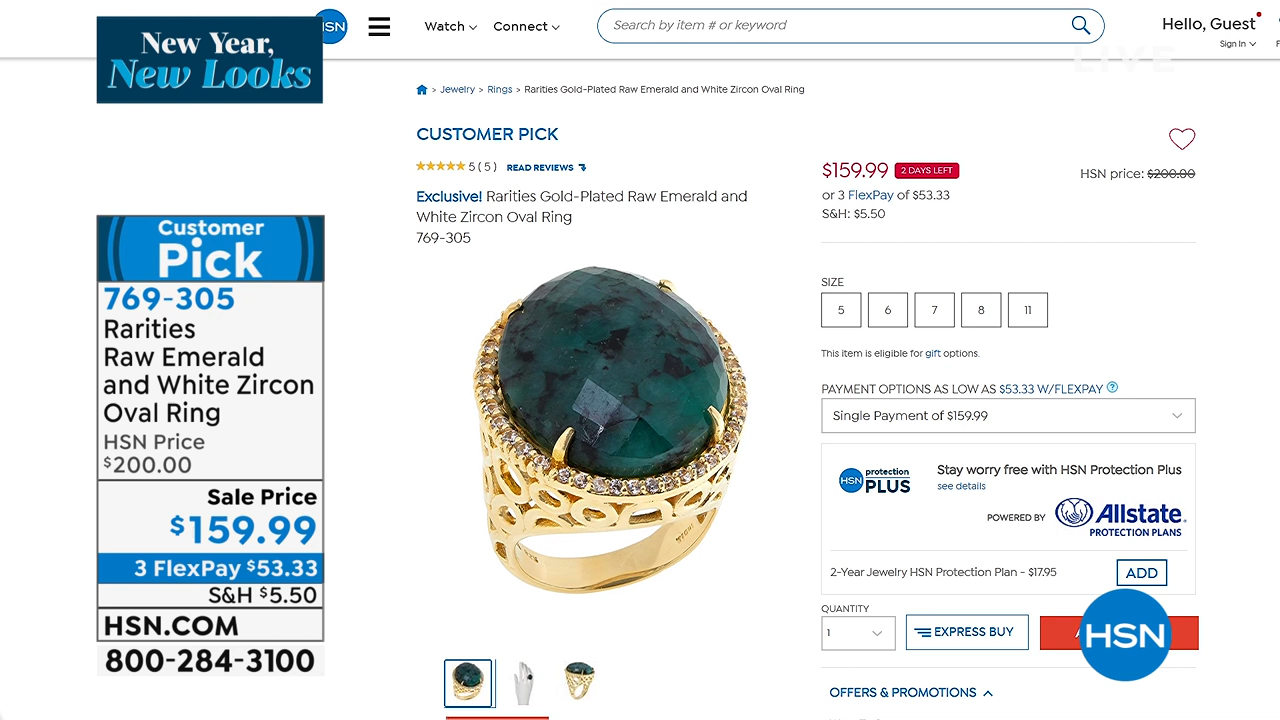 New Year,
New Looks
HSN
Watch
Connect
Search by item # or keyword
Hello, Guest
Sign In
LIVE
> Jewelry > Rings > Rarities Gold-Plated Raw Emerald and White Zircon Oval Ring
CUSTOMER PICK
5 ( 5 ) READ REVIEWS
Exclusive! Rarities Gold-Plated Raw Emerald and
White Zircon Oval Ring
769-305
$159.99 2 DAYS LEFT
HSN price: $200.00
or 3 FlexPay of $53.33
S&H: $5.50
SIZE
5 6 7 8 11
This item is eligible for gift options.
PAYMENT OPTIONS AS LOW AS $53.33 W/FLEXPAY ?
Single Payment of $159.99
HSN protection
PLUS
Stay worry free with HSN Protection Plus
see details
POWERED BY Allstate.
PROTECTION PLANS
2-Year Jewelry HSN Protection Plan - $17.95
ADD
QUANTITY
1
EXPRESS BUY
HSN
OFFERS & PROMOTIONS
Customer
Pick
769-305
Rarities
Raw Emerald
and White Zircon
Oval Ring
HSN Price
$200.00
Sale Price
$159.99
3 FlexPay $53.33
S&H $5.50
HSN.COM
800-284-3100